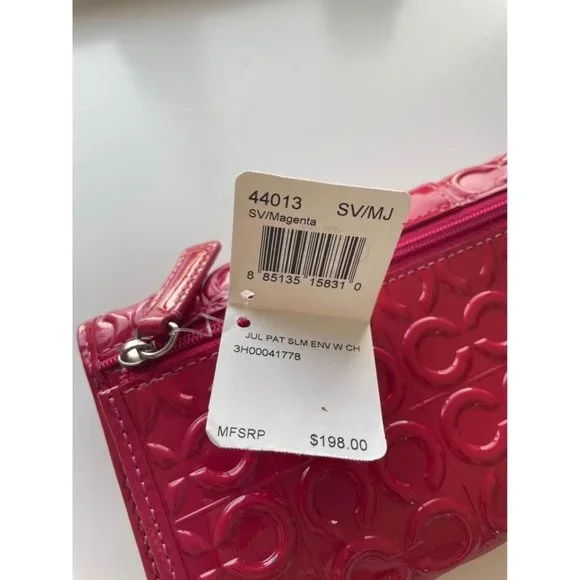 44013 SV/MJ
SV/Magenta
8 85135 15831 0
JUL PAT SLM ENV W CH
3H00041778
MFSRP $198.00